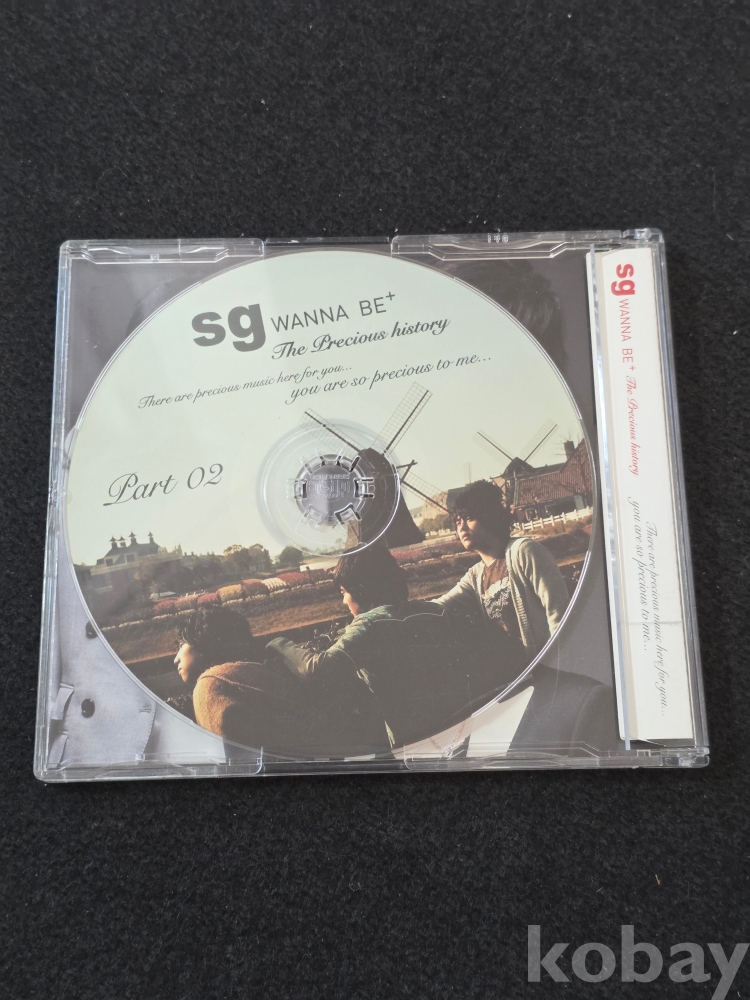 sg WANNA BE+
The Precious history
There are precious music here for you...
you are so precious to me...
Part 02
sg WANNA BE+ The Precious history
There are precious music here for you...
you are so precious to me...
kobay